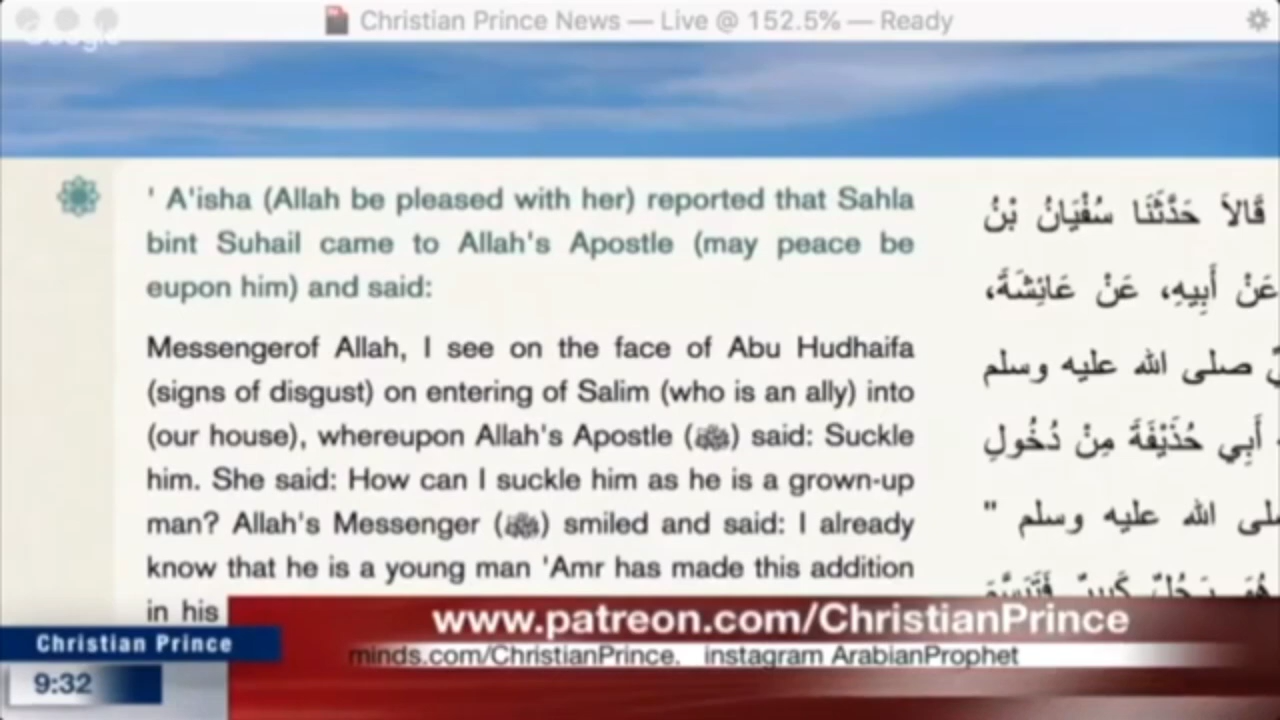 Christian Prince News — Live @ 152.5% — Ready
Google
' A'isha (Allah be pleased with her) reported that Sahla
bint Suhail came to Allah's Apostle (may peace be
eupon him) and said:
Messengerof Allah, I see on the face of Abu Hudhaifa
(signs of disgust) on entering of Salim (who is an ally) into
(our house), whereupon Allah's Apostle (ﷺ) said: Suckle
him. She said: How can I suckle him as he is a grown-up
man? Allah's Messenger (ﷺ) smiled and said: I already
know that he is a young man 'Amr has made this addition
in his
قَالاَ حَدَّثَنَا سُفْيَانُ بْنُ
عَنْ أَبِيهِ، عَنْ عَائِشَةَ،
صلى الله عليه وسلم
أَبِي حُذَيْفَةَ مِنْ دُخُولِ
الله عليه وسلم "
رَجُلٌ كَبِيرٌ فَتَبَسَّمَ
www.patreon.com/ChristianPrince
minds.com/ChristianPrince. instagram ArabianProphet
Christian Prince
9:32